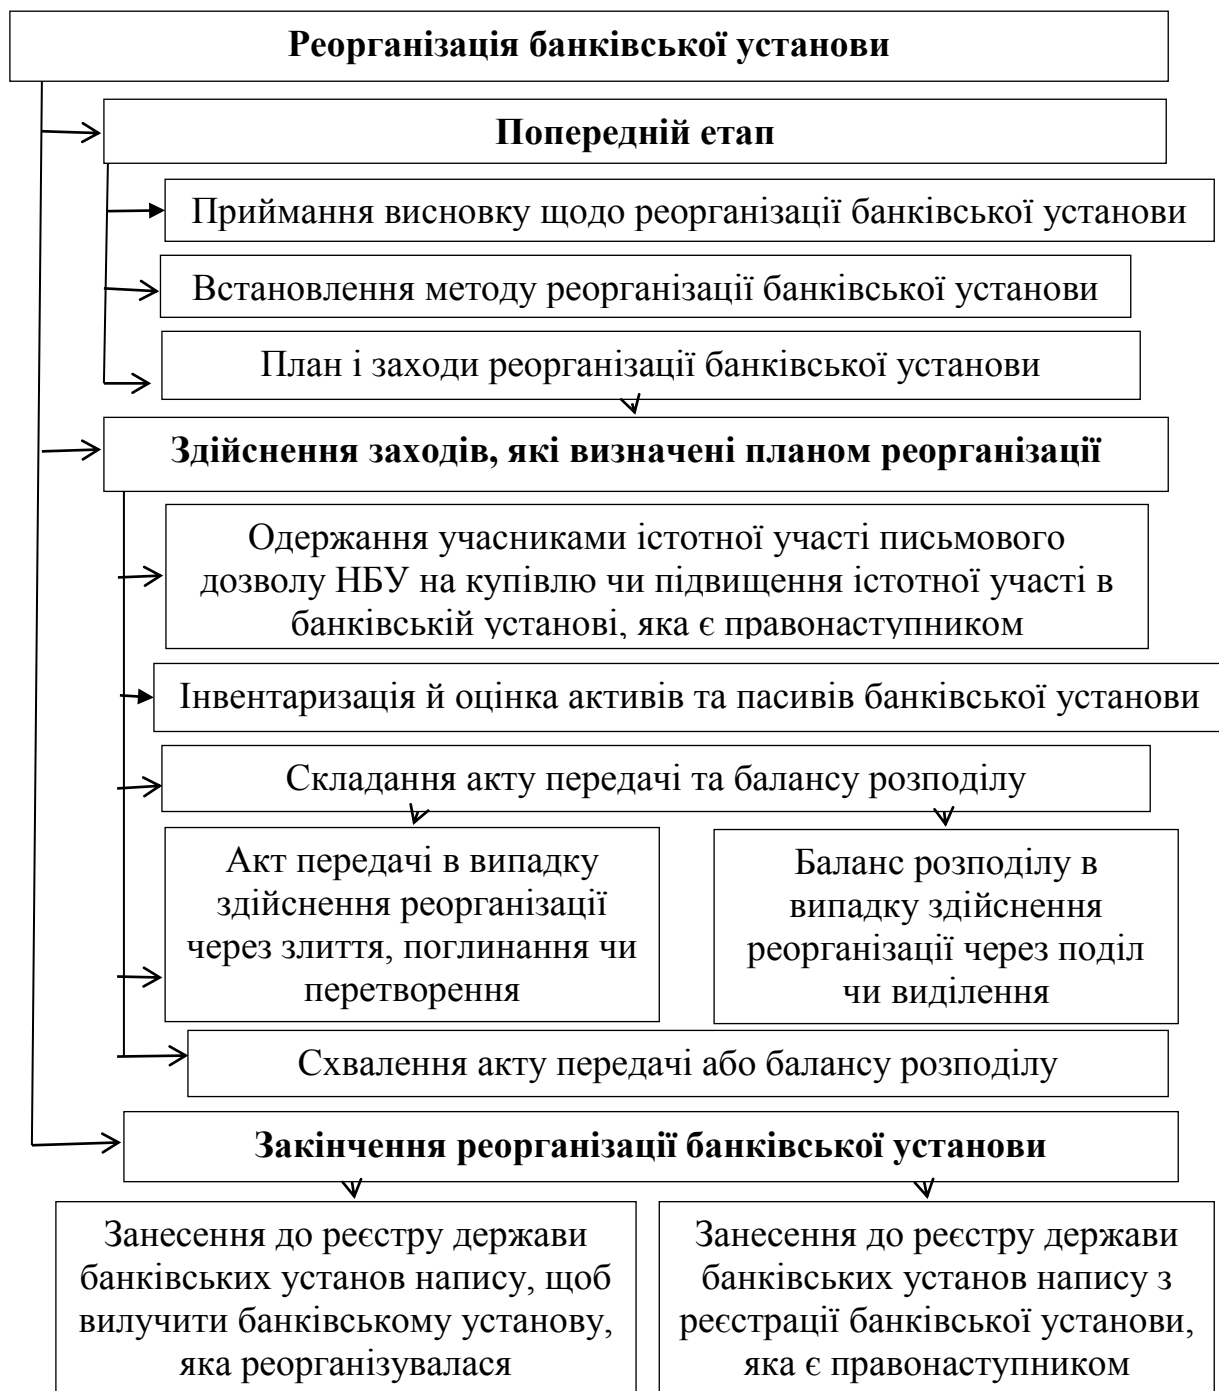 Реорганізація банківської установи
Попередній етап
Приймання висновку щодо реорганізації банківської установи
Встановлення методу реорганізації банківської установи
План і заходи реорганізації банківської установи
Здійснення заходів, які визначені планом реорганізації
Одержання учасниками істотної участі письмового
дозволу НБУ на купівлю чи підвищення істотної участі в
банківській установі, яка є правонаступником
Інвентаризація й оцінка активів та пасивів банківської установи
Складання акту передачі та балансу розподілу
Акт передачі в випадку
здійснення реорганізації
через злиття, поглинання чи
перетворення
Баланс розподілу в
випадку здійснення
реорганізації через поділ
чи виділення
Схвалення акту передачі або балансу розподілу
Закінчення реорганізації банківської установи
Занесення до реєстру держави
банківських установ напису, щоб
вилучити банківському установу,
яка реорганізувалася
Занесення до реєстру держави
банківських установ напису з
реєстрації банківської установи,
яка є правонаступником